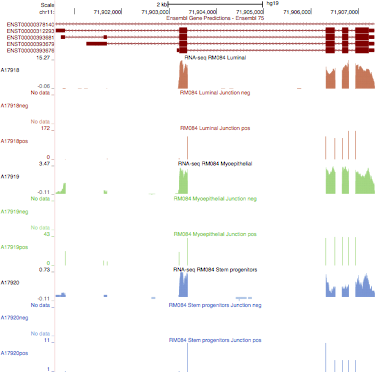 Scale 2 kb hg19
chr11: 71,902,000 71,903,000 71,904,000 71,905,000 71,906,000 71,907,000
Ensembl Gene Predictions - Ensembl 75
ENST00000378140
ENST00000312293
ENST00000393681
ENST00000393679
ENST00000393676
15.27 RNA-seq RM084 Luminal
A17918
-0.06
No data RM084 Luminal Junction neg
A17918neg
No data
172 RM084 Luminal Junction pos
A17918pos
0
3.47 RNA-seq RM084 Myoepithelial
A17919
-0.11
No data RM084 Myoepithelial Junction neg
A17919neg
No data
43 RM084 Myoepithelial Junction pos
A17919pos
0
0.73 RNA-seq RM084 Stem progenitors
A17920
-0.11
No data RM084 Stem progenitors Junction neg
A17920neg
No data
11 RM084 Stem progenitors Junction pos
A17920pos
1